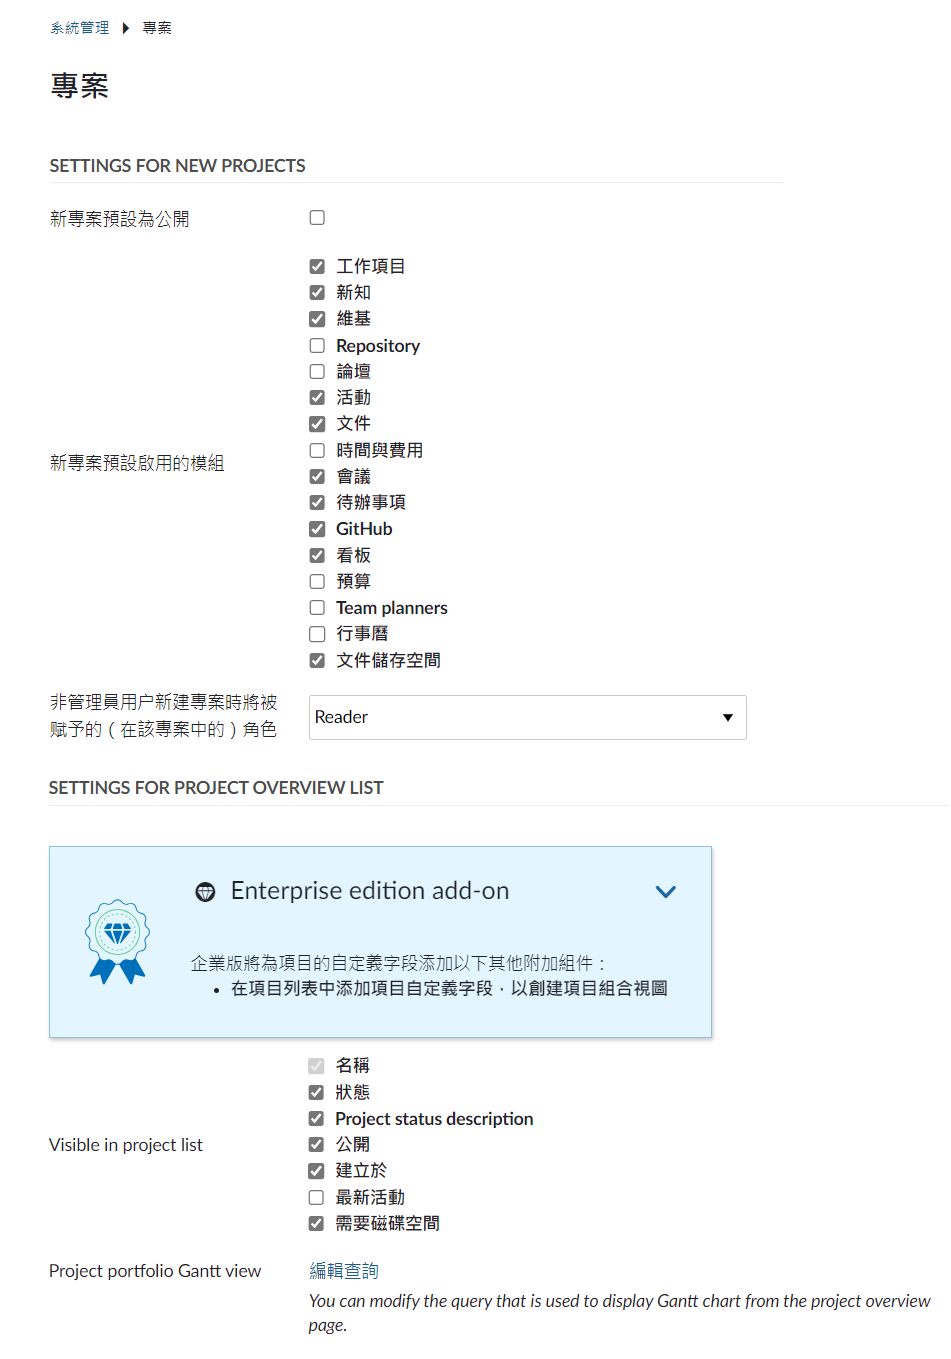 系統管理 專案
專案
SETTINGS FOR NEW PROJECTS
新專案預設為公開
新專案預設啟用的模組
工作項目
新知
維基
Repository
論壇
活動
文件
時間與費用
會議
待辦事項
GitHub
看板
預算
Team planners
行事曆
文件儲存空間
非管理員用户新建專案時將被
赋予的（在該專案中的）角色
Reader
SETTINGS FOR PROJECT OVERVIEW LIST
Enterprise edition add-on
企業版將為項目的自定義字段添加以下其他附加組件：
在項目列表中添加項目自定義字段，以創建項目組合視圖
Visible in project list
名稱
狀態
Project status description
公開
建立於
最新活動
需要磁碟空間
Project portfolio Gantt view
編輯查詢
You can modify the query that is used to display Gantt chart from the project overview
page.